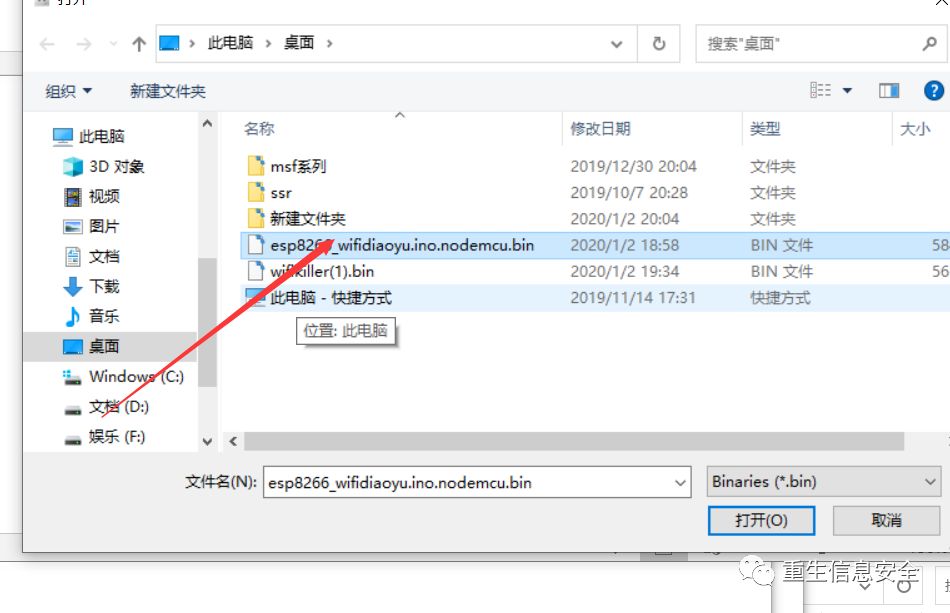 打开
此电脑 > 桌面 >
搜索"桌面"
组织 新建文件夹
名称 修改日期 类型 大小
此电脑
3D 对象
视频
图片
文档
下载
音乐
桌面
Windows (C:)
文档 (D:)
娱乐 (F:)
msf系列 2019/12/30 20:04 文件夹
ssr 2019/10/7 20:28 文件夹
新建文件夹 2020/1/2 20:04 文件夹
esp8266_wifidiaoyu.ino.nodemcu.bin 2020/1/2 18:58 BIN 文件 58
wifikiller(1).bin 2020/1/2 19:34 BIN 文件 56
此电脑 - 快捷方式 2019/11/14 17:31 快捷方式
位置: 此电脑
文件名(N): esp8266_wifidiaoyu.ino.nodemcu.bin Binaries (*.bin)
打开(O) 取消
重生信息安全